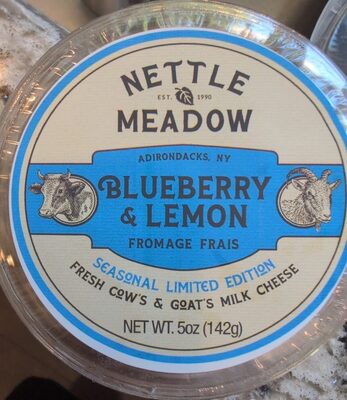 NETTLE
EST. 1990
MEADOW
ADIRONDACKS, NY
BLUEBERRY
& LEMON
FROMAGE FRAIS
SEASONAL LIMITED EDITION
FRESH COW'S & GOAT'S MILK CHEESE
NET WT. 5oz (142g)